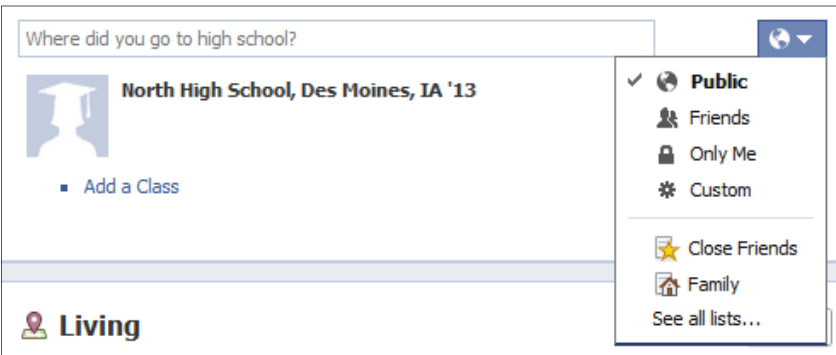 Where did you go to high school?
North High School, Des Moines, IA '13
Add a Class
Public
Friends
Only Me
Custom
Close Friends
Family
See all lists...
Living